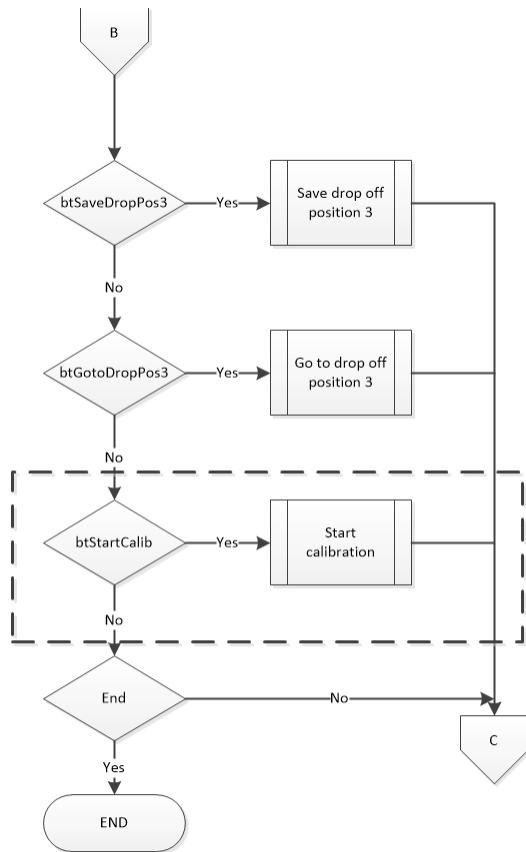 B
btSaveDropPos3
Yes
Save drop off
position 3
No
btGotoDropPos3
Yes
Go to drop off
position 3
No
btStartCalib
Yes
Start
calibration
No
End
No
C
Yes
END